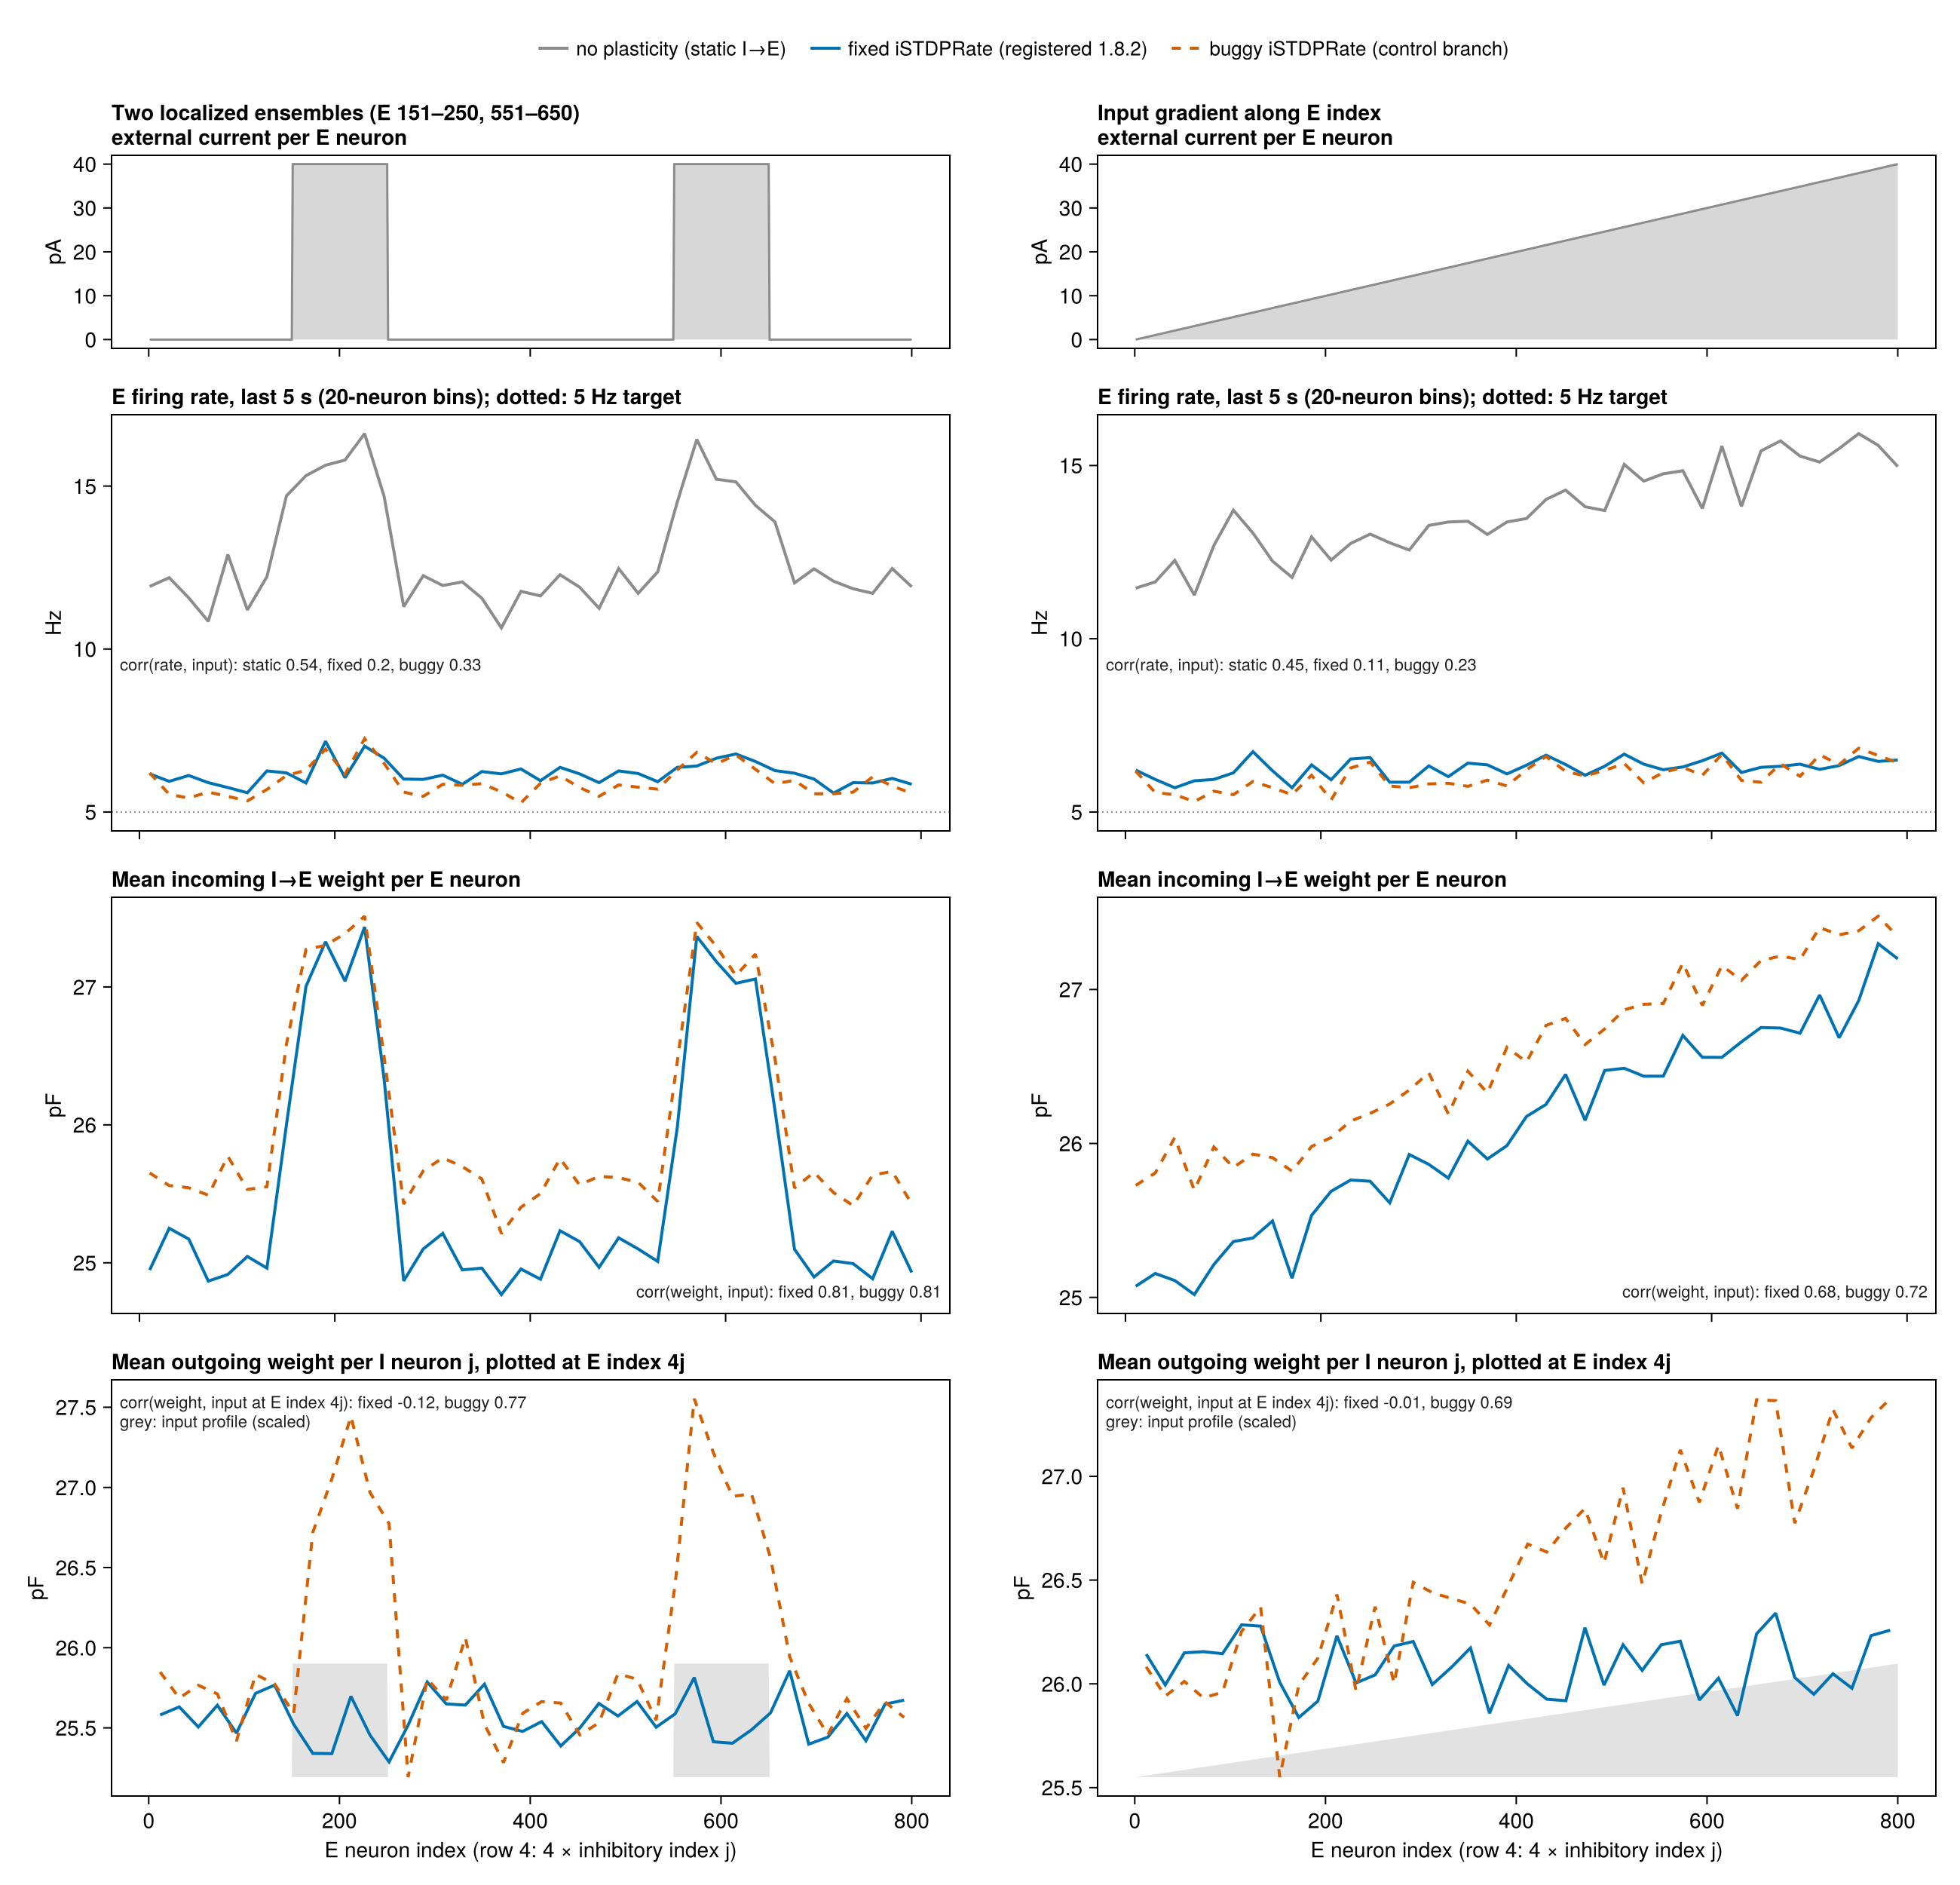 no plasticity (static I→E)
fixed iSTDPRate (registered 1.8.2)
buggy iSTDPRate (control branch)
Two localized ensembles (E 151–250, 551–650)
external current per E neuron
40
30
20
10
0
pA
Input gradient along E index
external current per E neuron
40
30
20
10
0
pA
E firing rate, last 5 s (20-neuron bins); dotted: 5 Hz target
15
10
5
Hz
corr(rate, input): static 0.54, fixed 0.2, buggy 0.33
E firing rate, last 5 s (20-neuron bins); dotted: 5 Hz target
15
10
5
Hz
corr(rate, input): static 0.45, fixed 0.11, buggy 0.23
Mean incoming I→E weight per E neuron
27
26
25
pF
corr(weight, input): fixed 0.81, buggy 0.81
Mean incoming I→E weight per E neuron
27
26
25
pF
corr(weight, input): fixed 0.68, buggy 0.72
Mean outgoing weight per I neuron j, plotted at E index 4j
corr(weight, input at E index 4j): fixed -0.12, buggy 0.77
grey: input profile (scaled)
27.5
27.0
26.5
26.0
25.5
pF
0
200
400
600
800
E neuron index (row 4: 4 × inhibitory index j)
Mean outgoing weight per I neuron j, plotted at E index 4j
corr(weight, input at E index 4j): fixed -0.01, buggy 0.69
grey: input profile (scaled)
27.0
26.5
26.0
25.5
pF
0
200
400
600
800
E neuron index (row 4: 4 × inhibitory index j)